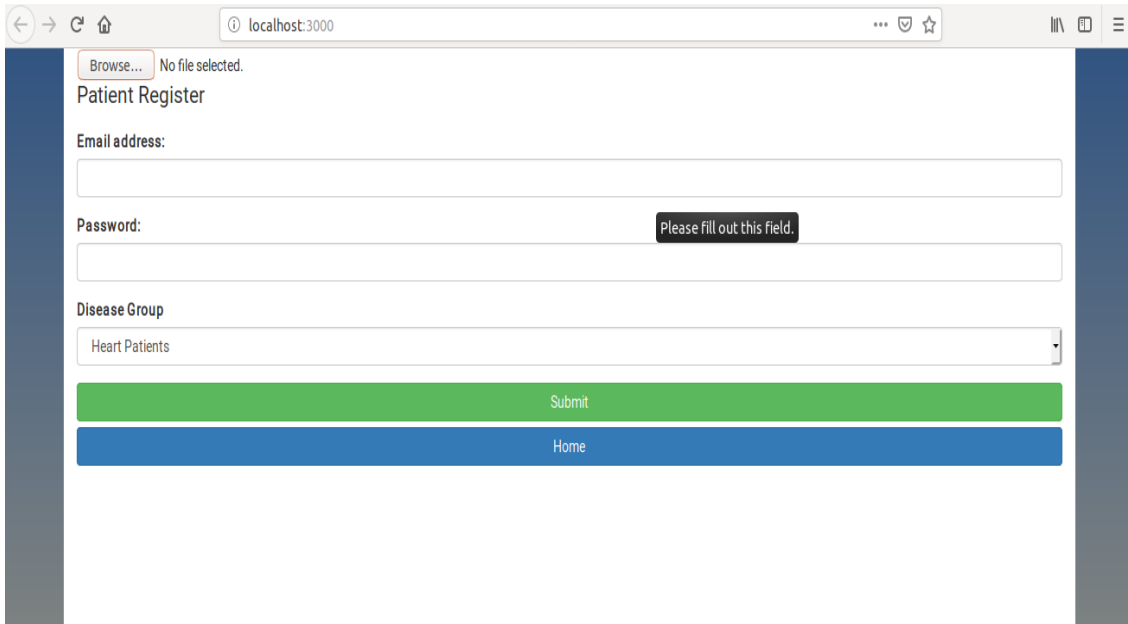 localhost:3000
Browse... No file selected.
Patient Register
Email address:
Password:
Please fill out this field.
Disease Group
Heart Patients
Submit
Home